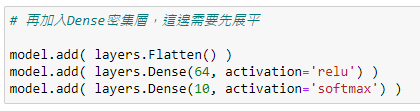 # 再加入Dense密集層，這邊需要先展平
model.add( layers.Flatten() )
model.add( layers.Dense(64, activation='relu') )
model.add( layers.Dense(10, activation='softmax') )